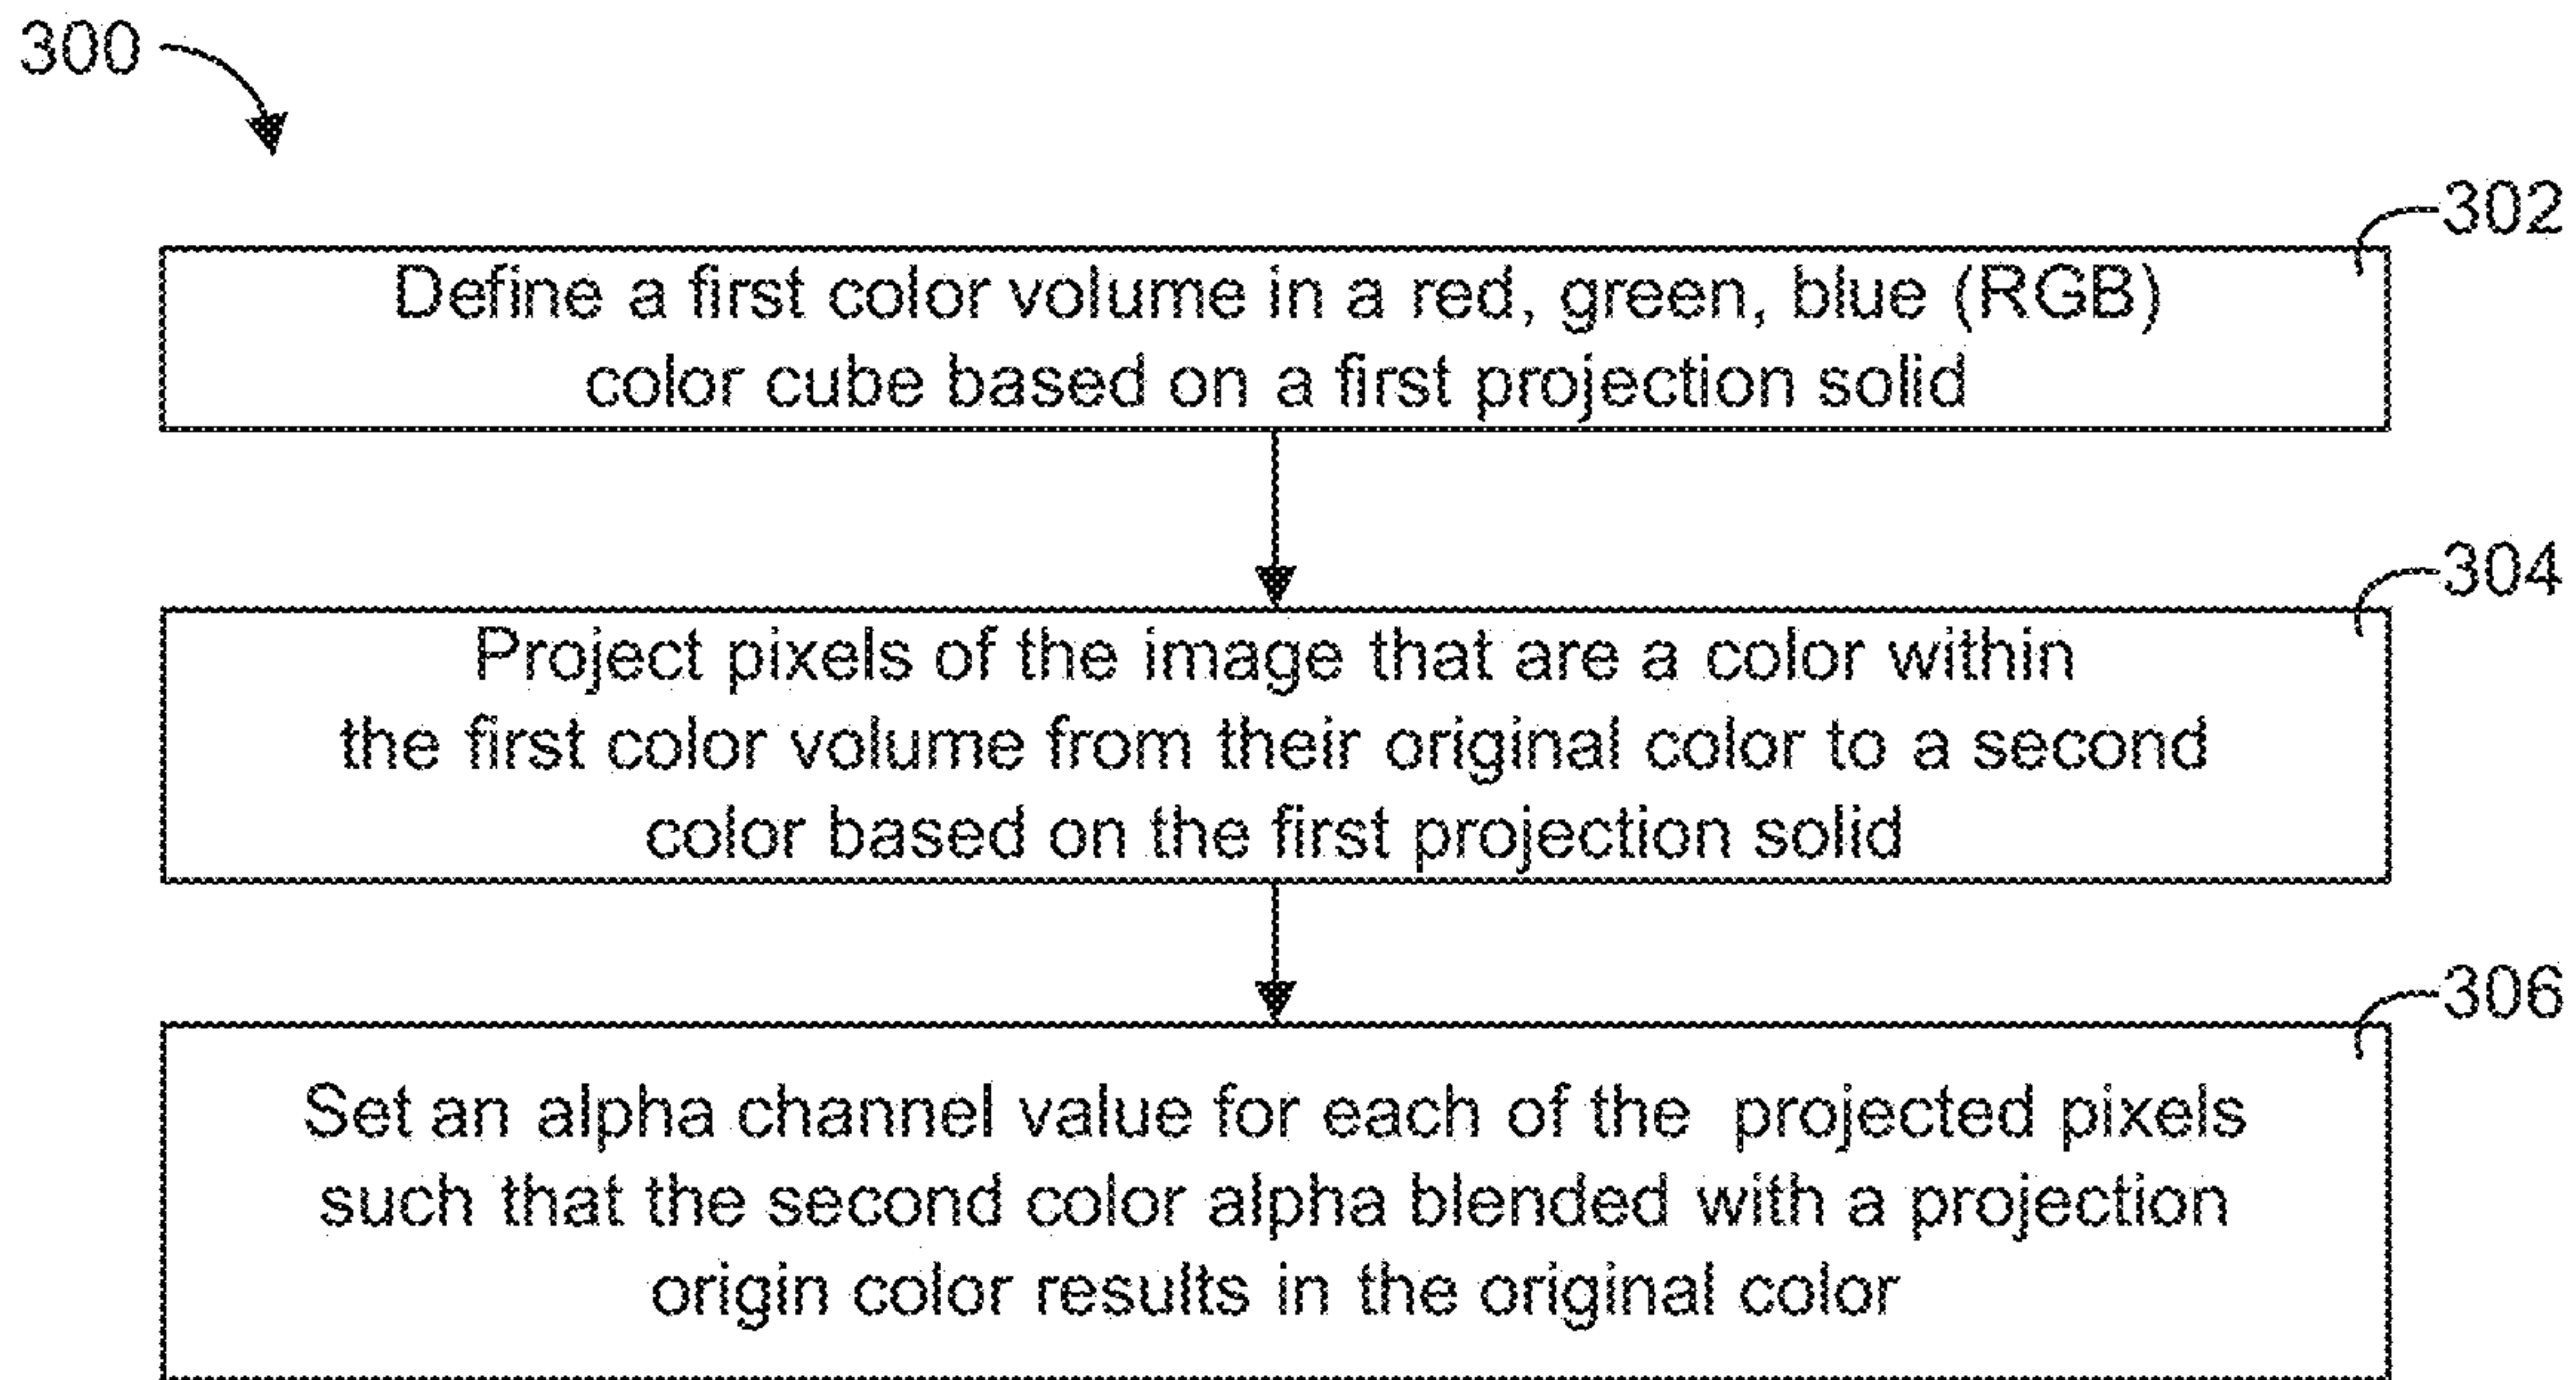 300
302
Define a first color volume in a red, green, blue (RGB)
color cube based on a first projection solid
304
Project pixels of the image that are a color within
the first color volume from their original color to a second
color based on the first projection solid
306
Set an alpha channel value for each of the projected pixels
such that the second color alpha blended with a projection
origin color results in the original color